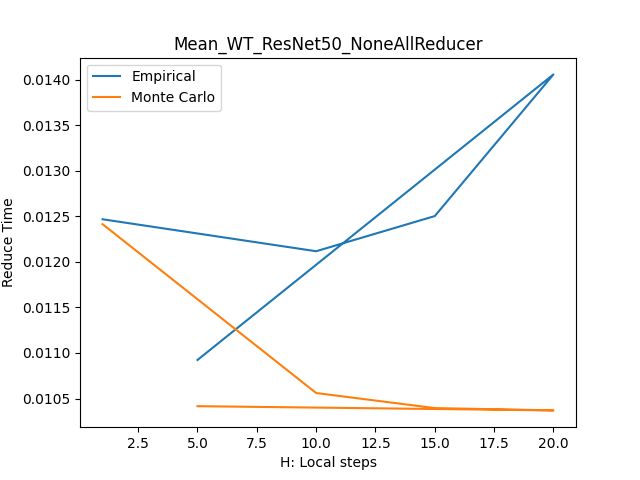 Mean_WT_ResNet50_NoneAllReducer
Empirical
Monte Carlo
Reduce Time
0.0140
0.0135
0.0130
0.0125
0.0120
0.0115
0.0110
0.0105
2.5 5.0 7.5 10.0 12.5 15.0 17.5 20.0
H: Local steps